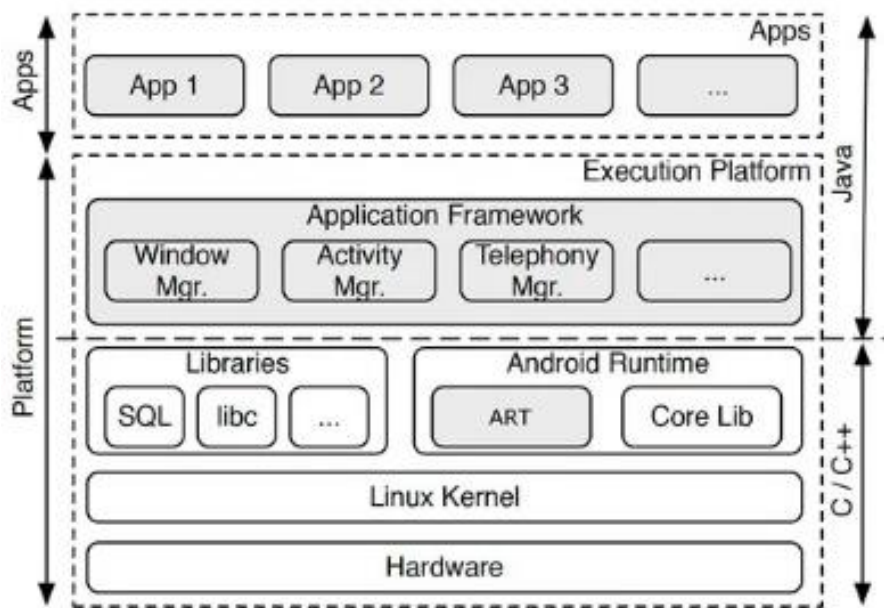 Apps
Apps
App 1
App 2
App 3
...
Java
Platform
Execution Platform
Application Framework
Window
Mgr.
Activity
Mgr.
Telephony
Mgr.
...
Libraries
SQL
libc
...
Android Runtime
ART
Core Lib
C / C++
Linux Kernel
Hardware